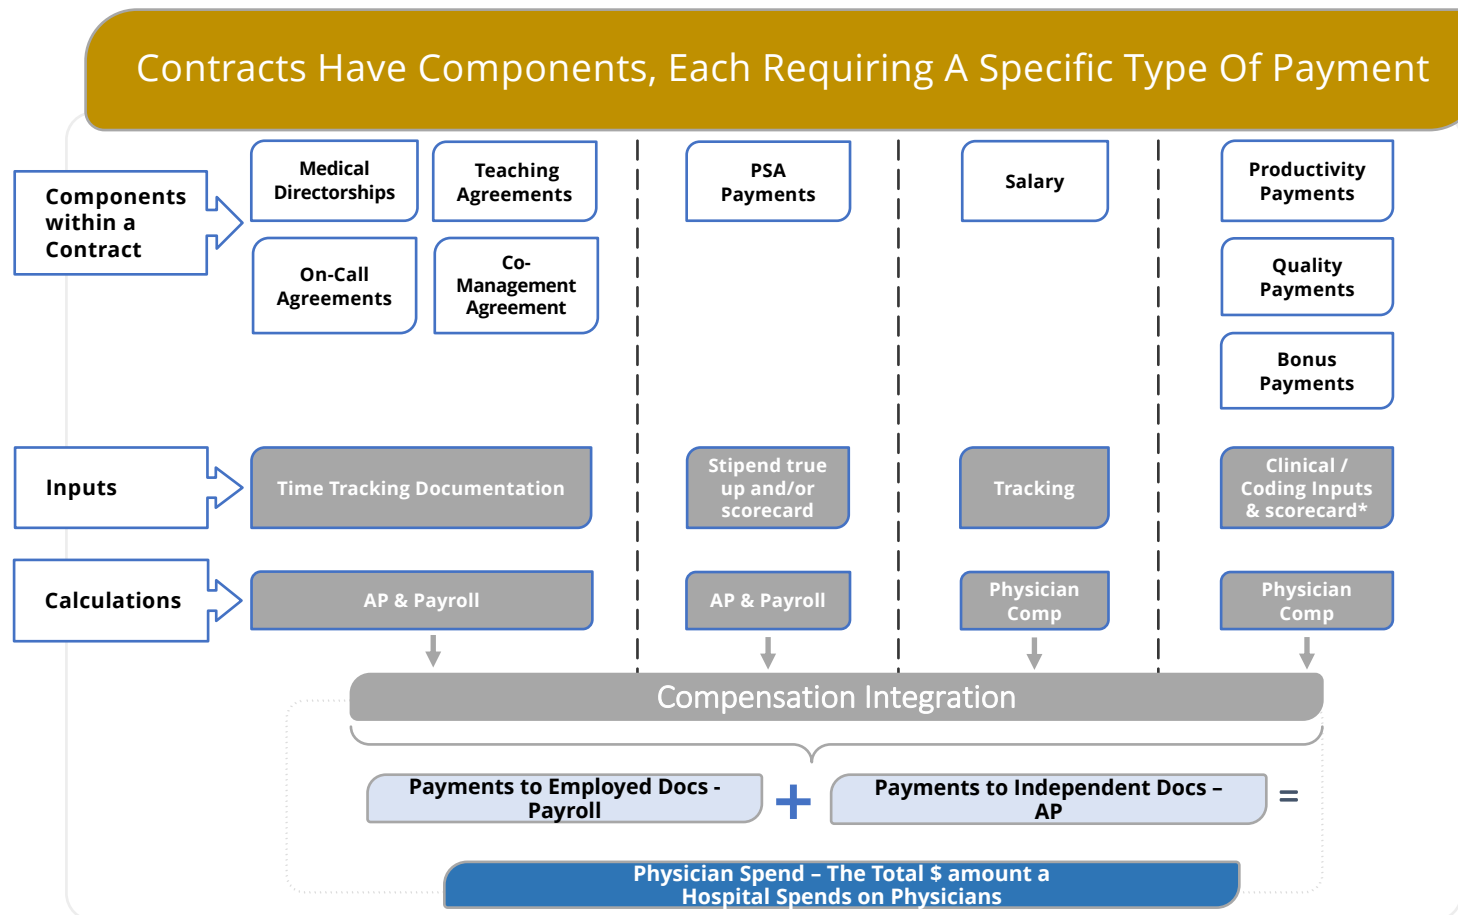 Contracts Have Components, Each Requiring A Specific Type Of Payment
Components
within a
Contract
Medical
Directorships
Teaching
Agreements
On-Call
Agreements
Co-
Management
Agreement
PSA
Payments
Salary
Productivity
Payments
Quality
Payments
Bonus
Payments
Inputs
Time Tracking Documentation
Stipend true
up and/or
scorecard
Tracking
Clinical /
Coding Inputs
& scorecard*
Calculations
AP & Payroll
AP & Payroll
Physician
Comp
Physician
Comp
Compensation Integration
Payments to Employed Docs -
Payroll
+
Payments to Independent Docs –
AP
=
Physician Spend – The Total $ amount a
Hospital Spends on Physicians